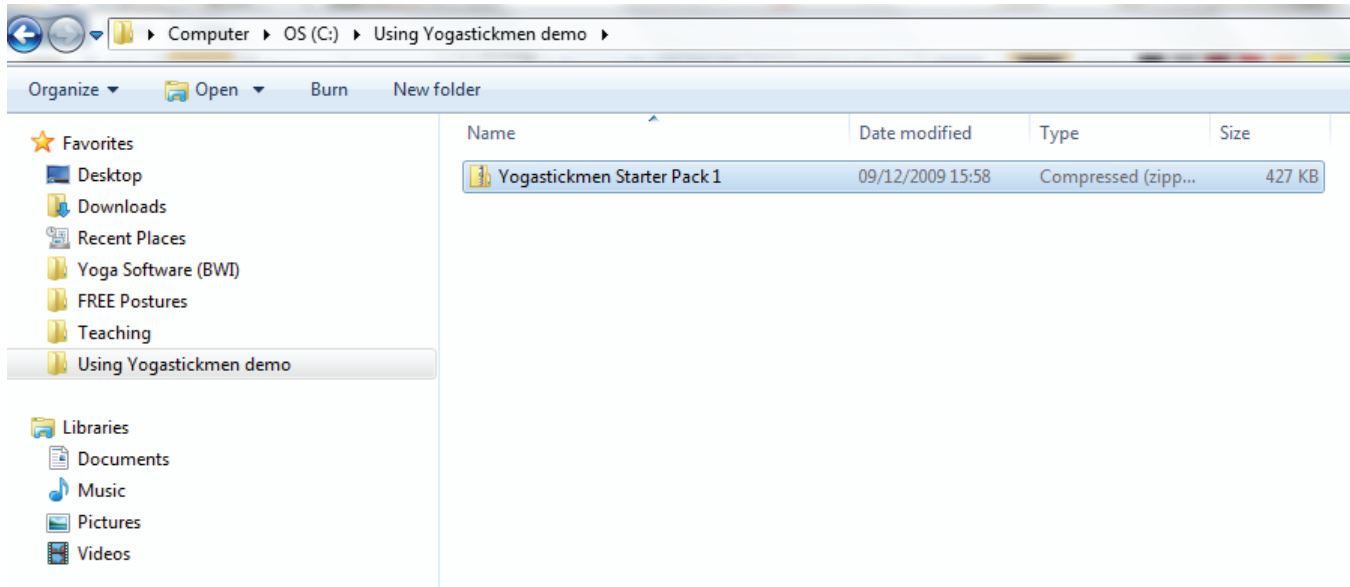 Computer OS (C:) Using Yogastickmen demo
Organize Open Burn New folder
Favorites
Desktop
Downloads
Recent Places
Yoga Software (BWI)
FREE Postures
Teaching
Using Yogastickmen demo
Libraries
Documents
Music
Pictures
Videos
Name Date modified Type Size
Yogastickmen Starter Pack 1 09/12/2009 15:58 Compressed (zipp... 427 KB